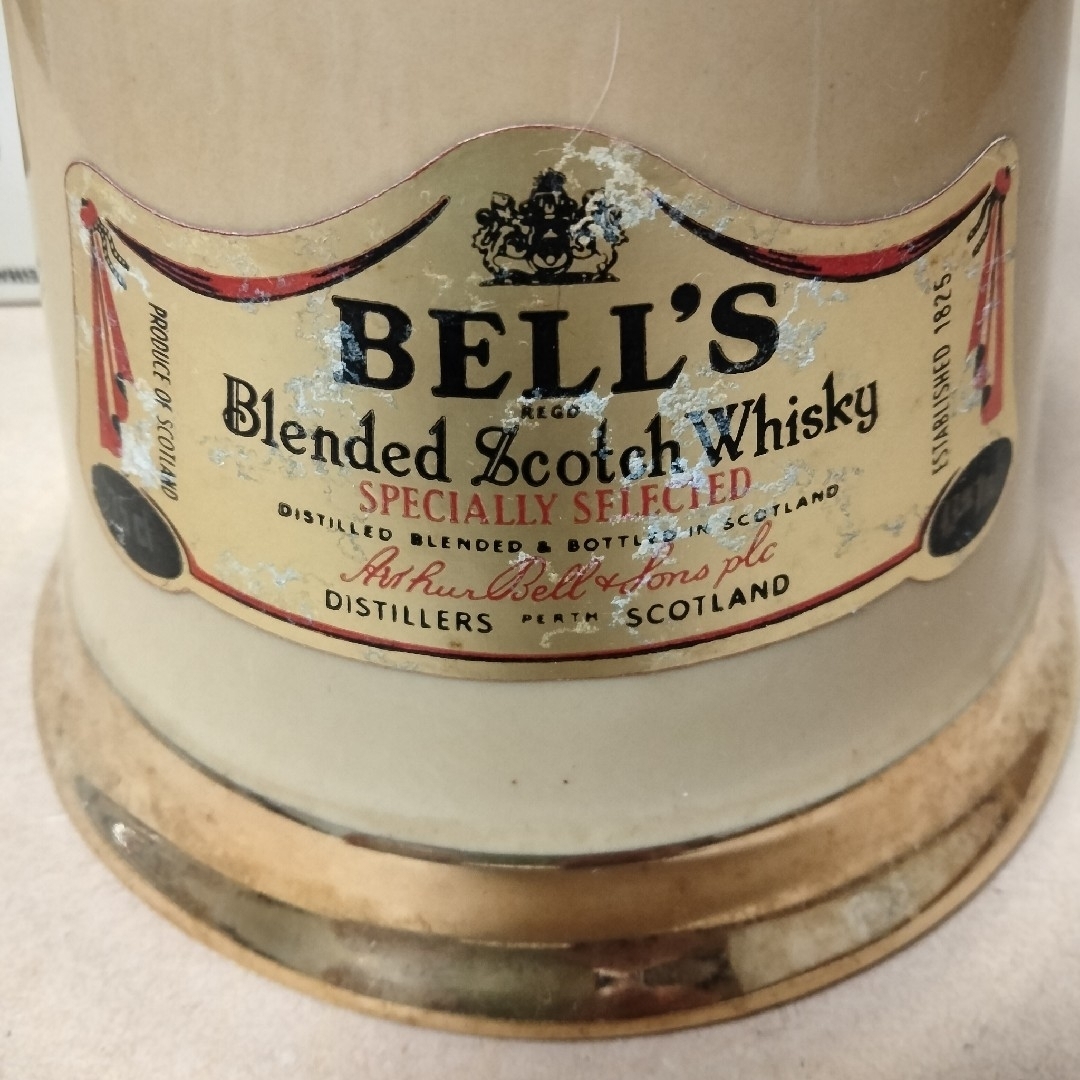 BELL'S
REGD
Blended Scotch Whisky
SPECIALLY SELECTED
DISTILLED BLENDED & BOTTLED IN SCOTLAND
Arthur Bell & Sons plc
DISTILLERS PERTH SCOTLAND
PRODUCE OF SCOTLAND
ESTABLISHED 1825